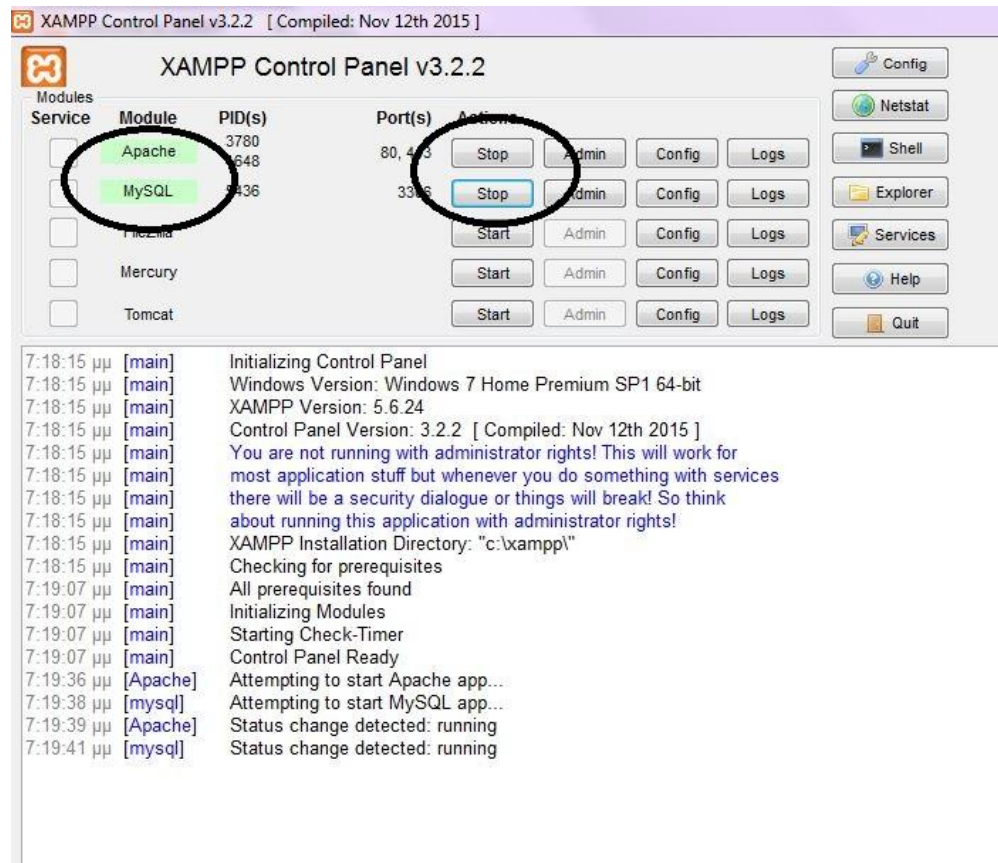 XAMPP Control Panel v3.2.2 [ Compiled: Nov 12th 2015 ]
XAMPP Control Panel v3.2.2
Config
Modules
Service Module PID(s) Port(s) Actions
Netstat
Apache 3780 80, Stop Admin Config Logs
Shell
MySQL Stop Admin Config Logs
Explorer
FileZilla Start Admin Config Logs
Services
Mercury Start Admin Config Logs
Help
Tomcat Start Admin Config Logs
Quit
7:18:15 μμ [main] Initializing Control Panel
7:18:15 μμ [main] Windows Version: Windows 7 Home Premium SP1 64-bit
7:18:15 μμ [main] XAMPP Version: 5.6.24
7:18:15 μμ [main] Control Panel Version: 3.2.2 [ Compiled: Nov 12th 2015 ]
7:18:15 μμ [main] You are not running with administrator rights! This will work for
7:18:15 μμ [main] most application stuff but whenever you do something with services
7:18:15 μμ [main] there will be a security dialogue or things will break! So think
7:18:15 μμ [main] about running this application with administrator rights!
7:18:15 μμ [main] XAMPP Installation Directory: "c:\xampp\"
7:18:15 μμ [main] Checking for prerequisites
7:19:07 μμ [main] All prerequisites found
7:19:07 μμ [main] Initializing Modules
7:19:07 μμ [main] Starting Check-Timer
7:19:07 μμ [main] Control Panel Ready
7:19:36 μμ [Apache] Attempting to start Apache app...
7:19:38 μμ [mysql] Attempting to start MySQL app...
7:19:39 μμ [Apache] Status change detected: running
7:19:41 μμ [mysql] Status change detected: running